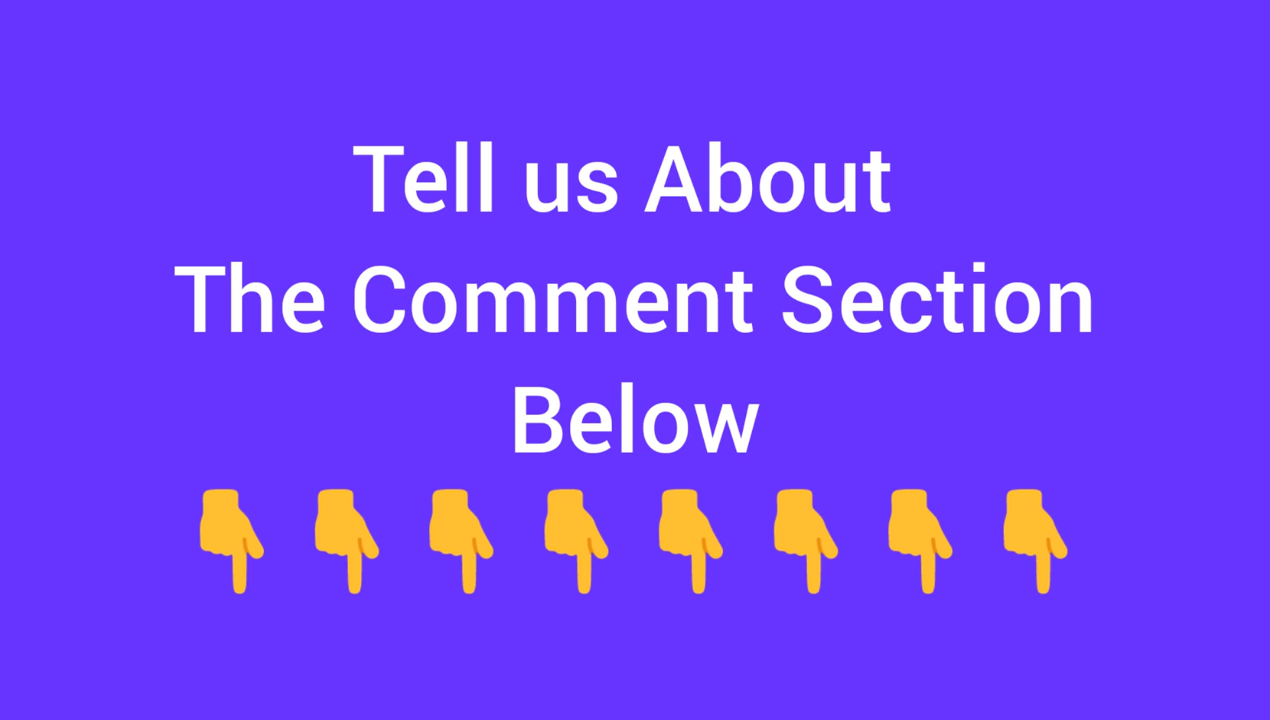 Tell us About
The Comment Section
Below
👇 👇 👇 👇 👇 👇 👇 👇